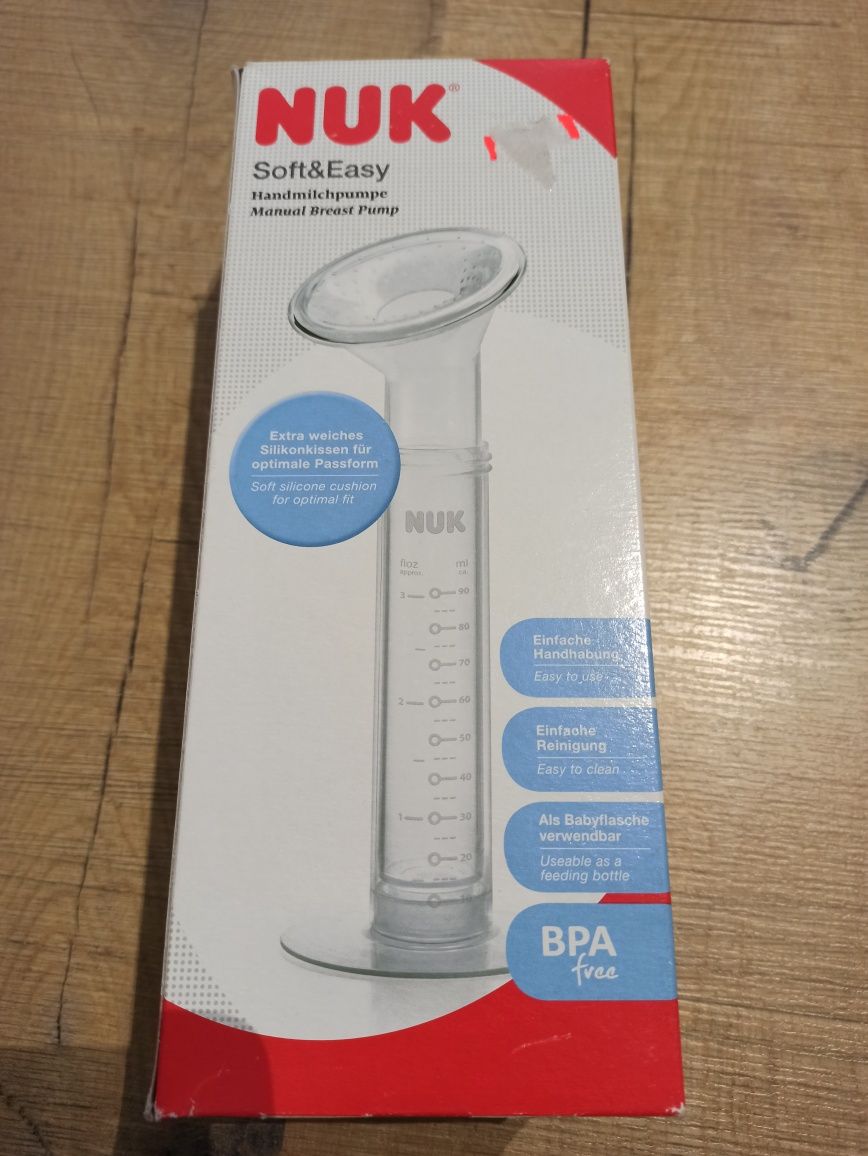 NUK®
Soft&Easy
Handmilchpumpe
Manual Breast Pump
Extra weiches
Silikonkissen für
optimale Passform
Soft silicone cushion
for optimal fit
NUK
floz ml
approx. ca.
3 90
80
70
2 60
50
40
1 30
20
10
Einfache
Handhabung
Easy to use
Einfache
Reinigung
Easy to clean
Als Babyflasche
verwendbar
Useable as a
feeding bottle
BPA
free